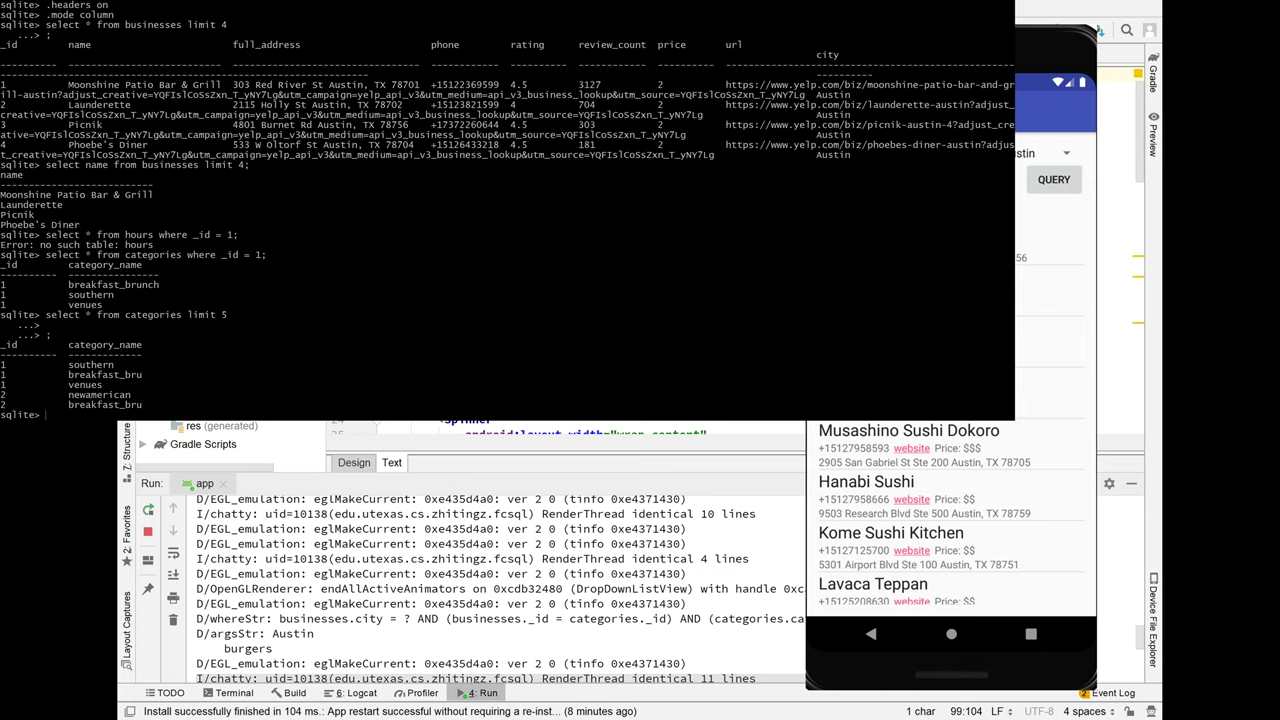 sqlite> .headers on
sqlite> .mode column
sqlite> select * from businesses limit 4
   ...> ;
_id         name                            full_address                         phone         rating      review_count  price       url
city
----------  ------------------------------  -----------------------------------  ------------  ----------  ------------  ----------
1           Moonshine Patio Bar & Grill  303 Red River St Austin, TX 78701  +15123369599  4.5         3127          2           https://www.yelp.com/biz/moonshine-patio-bar-and-gr
ill-austin?adjust_creative=YQFIslCoSsZxn_T_yNY7Lg&utm_campaign=yelp_api_v3&utm_medium=api_v3_business_lookup&utm_source=YQFIslCoSsZxn_T_yNY7Lg  Austin
2           Launderette                  2115 Holly St Austin, TX 78702     +15123821599  4           704           2           https://www.yelp.com/biz/launderette-austin?adjust_
creative=YQFIslCoSsZxn_T_yNY7Lg&utm_campaign=yelp_api_v3&utm_medium=api_v3_business_lookup&utm_source=YQFIslCoSsZxn_T_yNY7Lg  Austin
3           Picnik                       4801 Burnet Rd Austin, TX 78756    +17372260644  4.5         303           2           https://www.yelp.com/biz/picnik-austin-4?adjust_cre
ative=YQFIslCoSsZxn_T_yNY7Lg&utm_campaign=yelp_api_v3&utm_medium=api_v3_business_lookup&utm_source=YQFIslCoSsZxn_T_yNY7Lg  Austin
4           Phoebe's Diner               533 W Oltorf St Austin, TX 78704   +15126433218  4.5         181           2           https://www.yelp.com/biz/phoebes-diner-austin?adjus
t_creative=YQFIslCoSsZxn_T_yNY7Lg&utm_campaign=yelp_api_v3&utm_medium=api_v3_business_lookup&utm_source=YQFIslCoSsZxn_T_yNY7Lg  Austin
sqlite> select name from businesses limit 4;
name
---------------------------
Moonshine Patio Bar & Grill
Launderette
Picnik
Phoebe's Diner
sqlite> select * from hours where _id = 1;
Error: no such table: hours
sqlite> select * from categories where _id = 1;
_id         category_name
----------  ----------------
1           breakfast_brunch
1           southern
1           venues
sqlite> select * from categories limit 5
   ...>
   ...> ;
_id         category_name
----------  -------------
1           southern
1           breakfast_bru
1           venues
2           newamerican
2           breakfast_bru
sqlite>
Gradle
Preview
stin
QUERY
56
Musashino Sushi Dokoro
+15127958593 website Price: $$$
2905 San Gabriel St Ste 200 Austin, TX 78705
Hanabi Sushi
+15127958666 website Price: $$
9503 Research Blvd Ste 500 Austin, TX 78759
Kome Sushi Kitchen
+15127125700 website Price: $$
5301 Airport Blvd Ste 100 Austin, TX 78751
Lavaca Teppan
+15125208630 website Price: $$
res (generated)
Gradle Scripts
android:layout_width="wrap_content"
Design Text
Run: app
D/EGL_emulation: eglMakeCurrent: 0xe435d4a0: ver 2 0 (tinfo 0xe4371430)
I/chatty: uid=10138(edu.utexas.cs.zhitingz.fcsql) RenderThread identical 10 lines
D/EGL_emulation: eglMakeCurrent: 0xe435d4a0: ver 2 0 (tinfo 0xe4371430)
D/EGL_emulation: eglMakeCurrent: 0xe435d4a0: ver 2 0 (tinfo 0xe4371430)
I/chatty: uid=10138(edu.utexas.cs.zhitingz.fcsql) RenderThread identical 4 lines
D/EGL_emulation: eglMakeCurrent: 0xe435d4a0: ver 2 0 (tinfo 0xe4371430)
D/OpenGLRenderer: endAllActiveAnimators on 0xcdb32480 (DropDownListView) with handle 0xc
D/EGL_emulation: eglMakeCurrent: 0xe435d4a0: ver 2 0 (tinfo 0xe4371430)
D/whereStr: businesses.city = ? AND (businesses._id = categories._id) AND (categories.ca
D/argsStr: Austin
burgers
D/EGL_emulation: eglMakeCurrent: 0xe435d4a0: ver 2 0 (tinfo 0xe4371430)
I/chatty: uid=10138(edu.utexas.cs.zhitingz.fcsql) RenderThread identical 11 lines
Z: Structure
2: Favorites
Layout Captures
Device File Explorer
TODO Terminal Build 6: Logcat Profiler 4: Run 2 Event Log
Install successfully finished in 104 ms.: App restart successful without requiring a re-inst... (8 minutes ago) 1 char 99:104 LF UTF-8 4 spaces